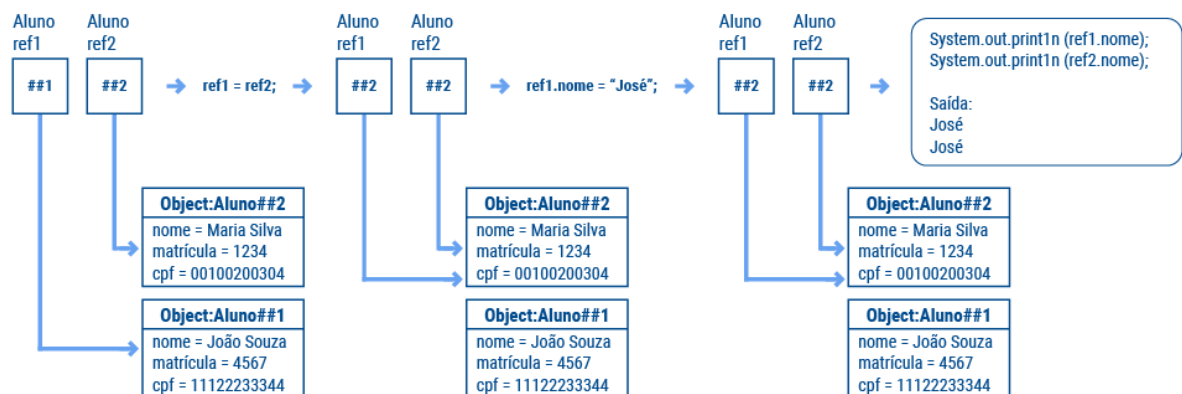 Aluno Aluno
ref1 ref2
##1 ##2
ref1 = ref2;
Aluno Aluno
ref1 ref2
##2 ##2
ref1.nome = “José”;
Aluno Aluno
ref1 ref2
##2 ##2
System.out.print1n (ref1.nome);
System.out.print1n (ref2.nome);
Saída:
José
José
Object:Aluno##2
nome = Maria Silva
matrícula = 1234
cpf = 00100200304
Object:Aluno##1
nome = João Souza
matrícula = 4567
cpf = 11122233344
Object:Aluno##2
nome = Maria Silva
matrícula = 1234
cpf = 00100200304
Object:Aluno##1
nome = João Souza
matrícula = 4567
cpf = 11122233344
Object:Aluno##2
nome = Maria Silva
matrícula = 1234
cpf = 00100200304
Object:Aluno##1
nome = João Souza
matrícula = 4567
cpf = 11122233344